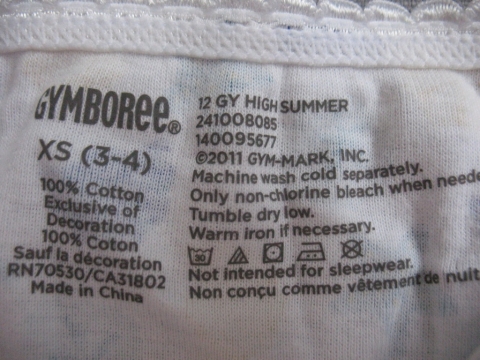 GYMBOREE®
XS (3-4)
100% Cotton
Exclusive of
Decoration
100% Coton
Sauf la décoration
RN70530/CA31802
Made in China
12 GY HIGH SUMMER
241008085
140095677
©2011 GYM-MARK, INC.
Machine wash cold separately.
Only non-chlorine bleach when neede
Tumble dry low.
Warm iron if necessary.
30
Not intended for sleepwear.
Non conçu comme vêtement de nuit